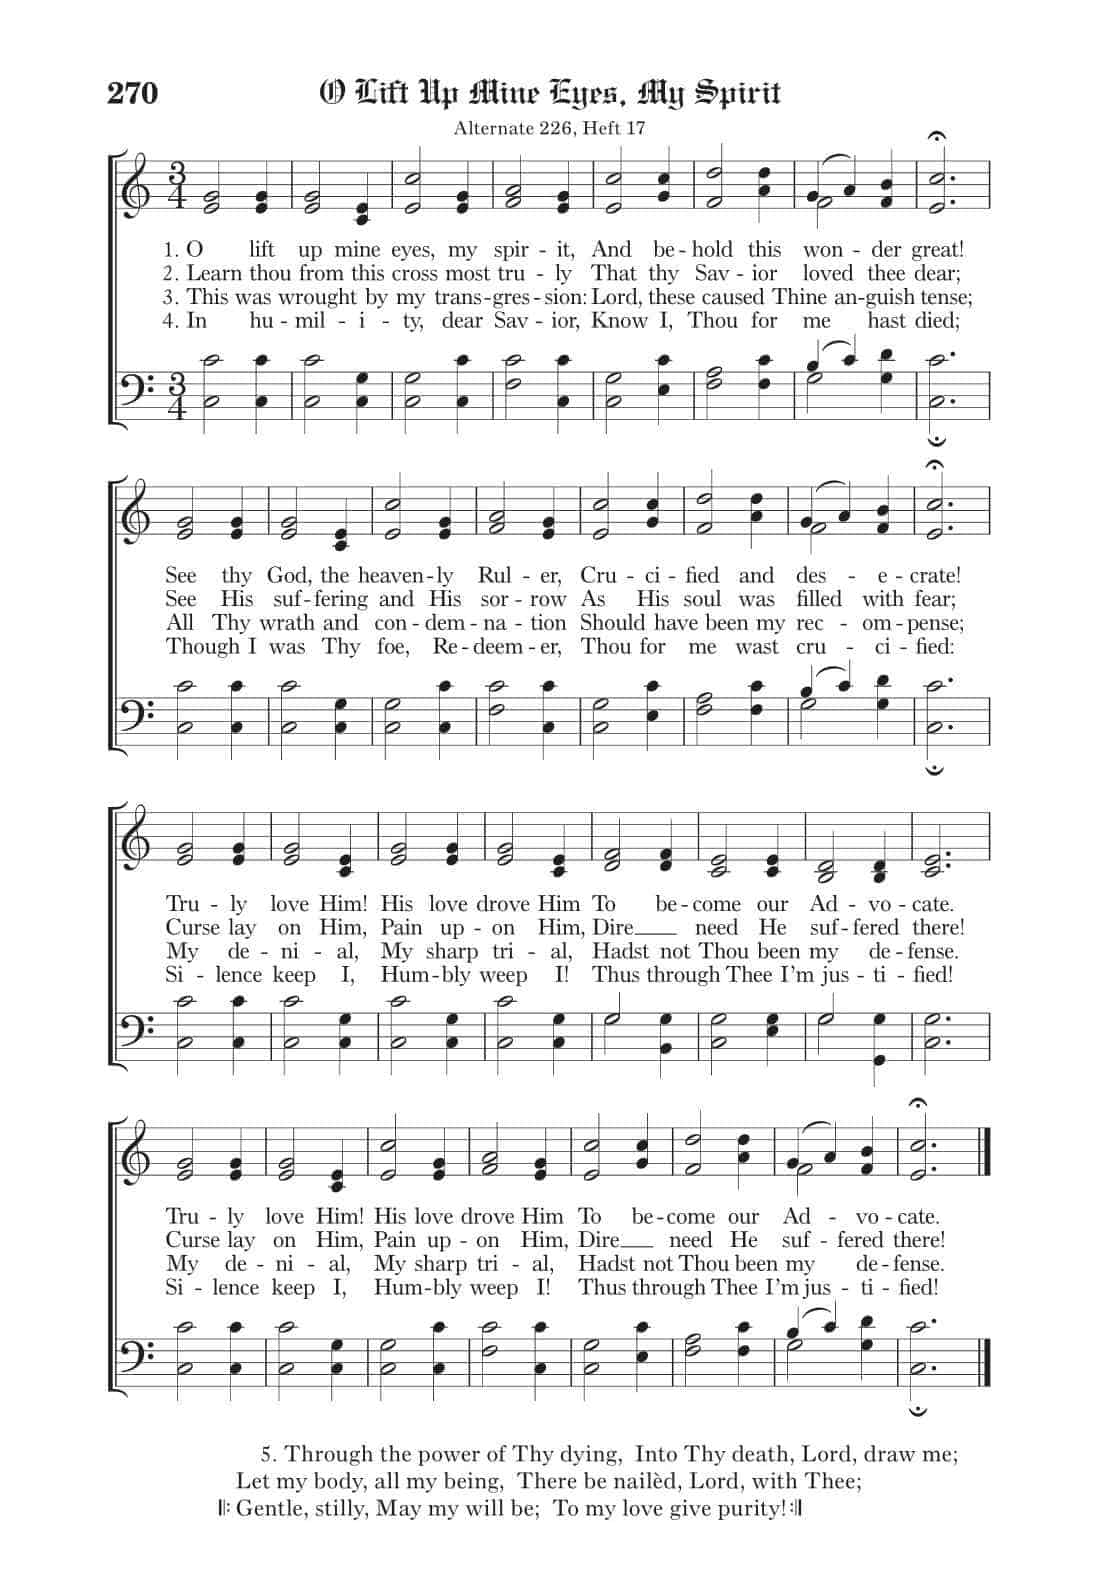 270 O Lift Up Mine Eyes, My Spirit
Alternate 226, Heft 17
3 4
1. O lift up mine eyes, my spir - it, And be - hold this won - der great!
2. Learn thou from this cross most tru - ly That thy Sav - ior loved thee dear;
3. This was wrought by my trans - gres - sion: Lord, these caused Thine an - guish tense;
4. In hu - mil - i - ty, dear Sav - ior, Know I, Thou for me hast died;
3 4
See thy God, the heaven - ly Rul - er, Cru - ci - fied and des - e - crate!
See His suf - fering and His sor - row As His soul was filled with fear;
All Thy wrath and con - dem - na - tion Should have been my rec - om - pense;
Though I was Thy foe, Re - deem - er, Thou for me wast cru - ci - fied:
Tru - ly love Him! His love drove Him To be - come our Ad - vo - cate.
Curse lay on Him, Pain up - on Him, Dire___ need He suf - fered there!
My de - ni - al, My sharp tri - al, Hadst not Thou been my de - fense.
Si - lence keep I, Hum - bly weep I! Thus through Thee I'm jus - ti - fied!
Tru - ly love Him! His love drove Him To be - come our Ad - vo - cate.
Curse lay on Him, Pain up - on Him, Dire___ need He suf - fered there!
My de - ni - al, My sharp tri - al, Hadst not Thou been my de - fense.
Si - lence keep I, Hum - bly weep I! Thus through Thee I'm jus - ti - fied!
5. Through the power of Thy dying, Into Thy death, Lord, draw me;
Let my body, all my being, There be nailèd, Lord, with Thee;
𝄆 Gentle, stilly, May my will be; To my love give purity! 𝄇